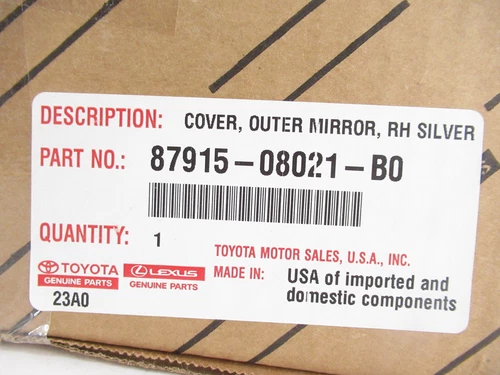 DESCRIPTION: COVER, OUTER MIRROR, RH SILVER
PART NO.: 87915-08021-B0
QUANTITY: 1
TOYOTA MOTOR SALES, U.S.A., INC.
TOYOTA LEXUS MADE IN: USA of imported and
GENUINE PARTS GENUINE PARTS domestic components
23A0